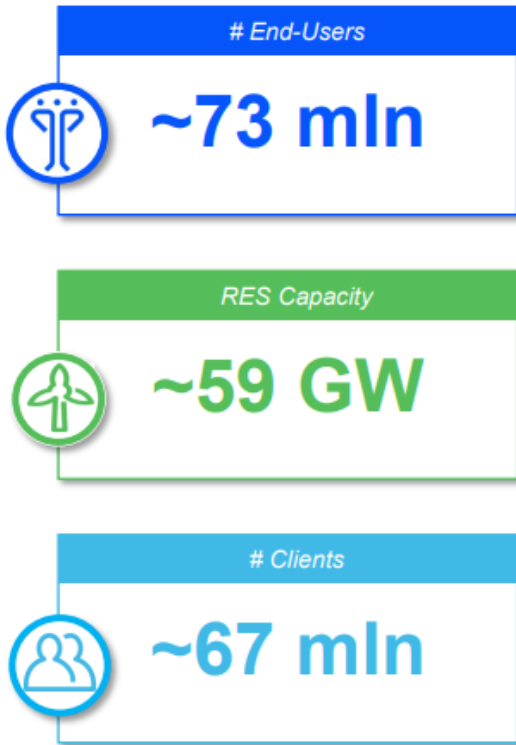 # End-Users
~73 mln
RES Capacity
~59 GW
# Clients
~67 mln